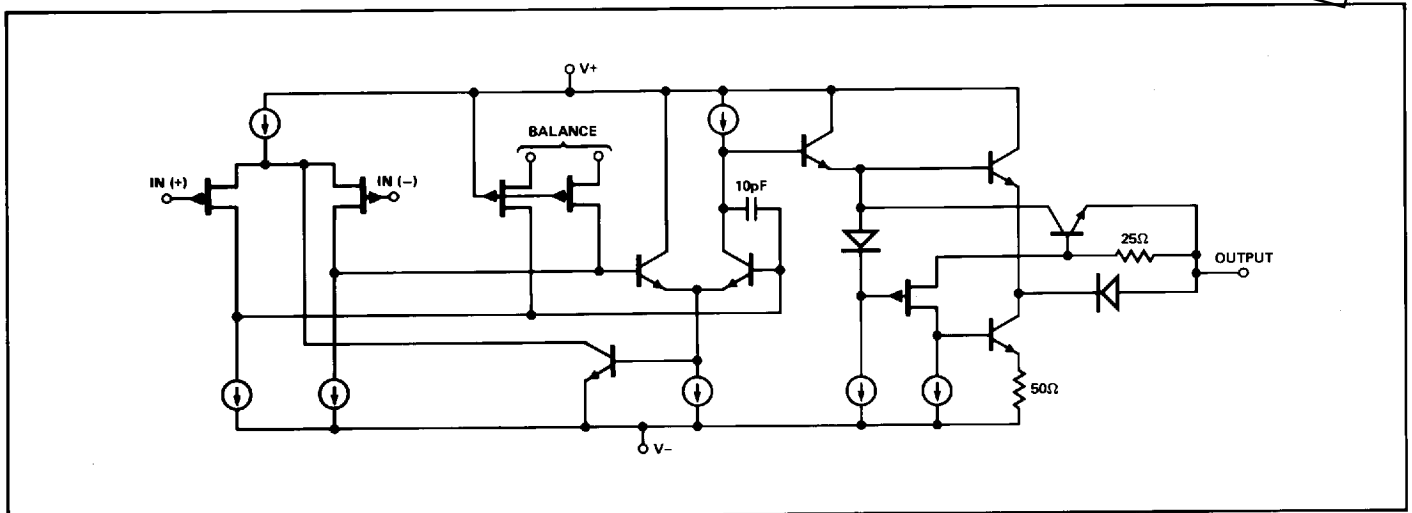 V+
BALANCE
IN (+)
IN (–)
10pF
25Ω
OUTPUT
50Ω
V–